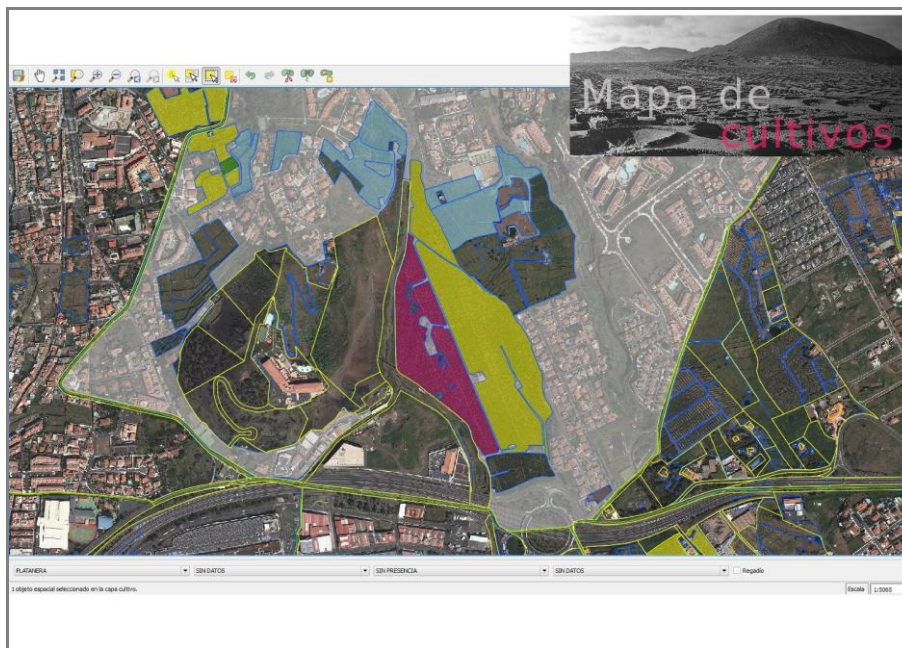 Mapa de
cultivos
PLATANERA
SIN DATOS
SIN PRESENCIA
SIN DATOS
Regadío
1 objeto espacial seleccionado en la capa cultivo.
Escala
1:5068